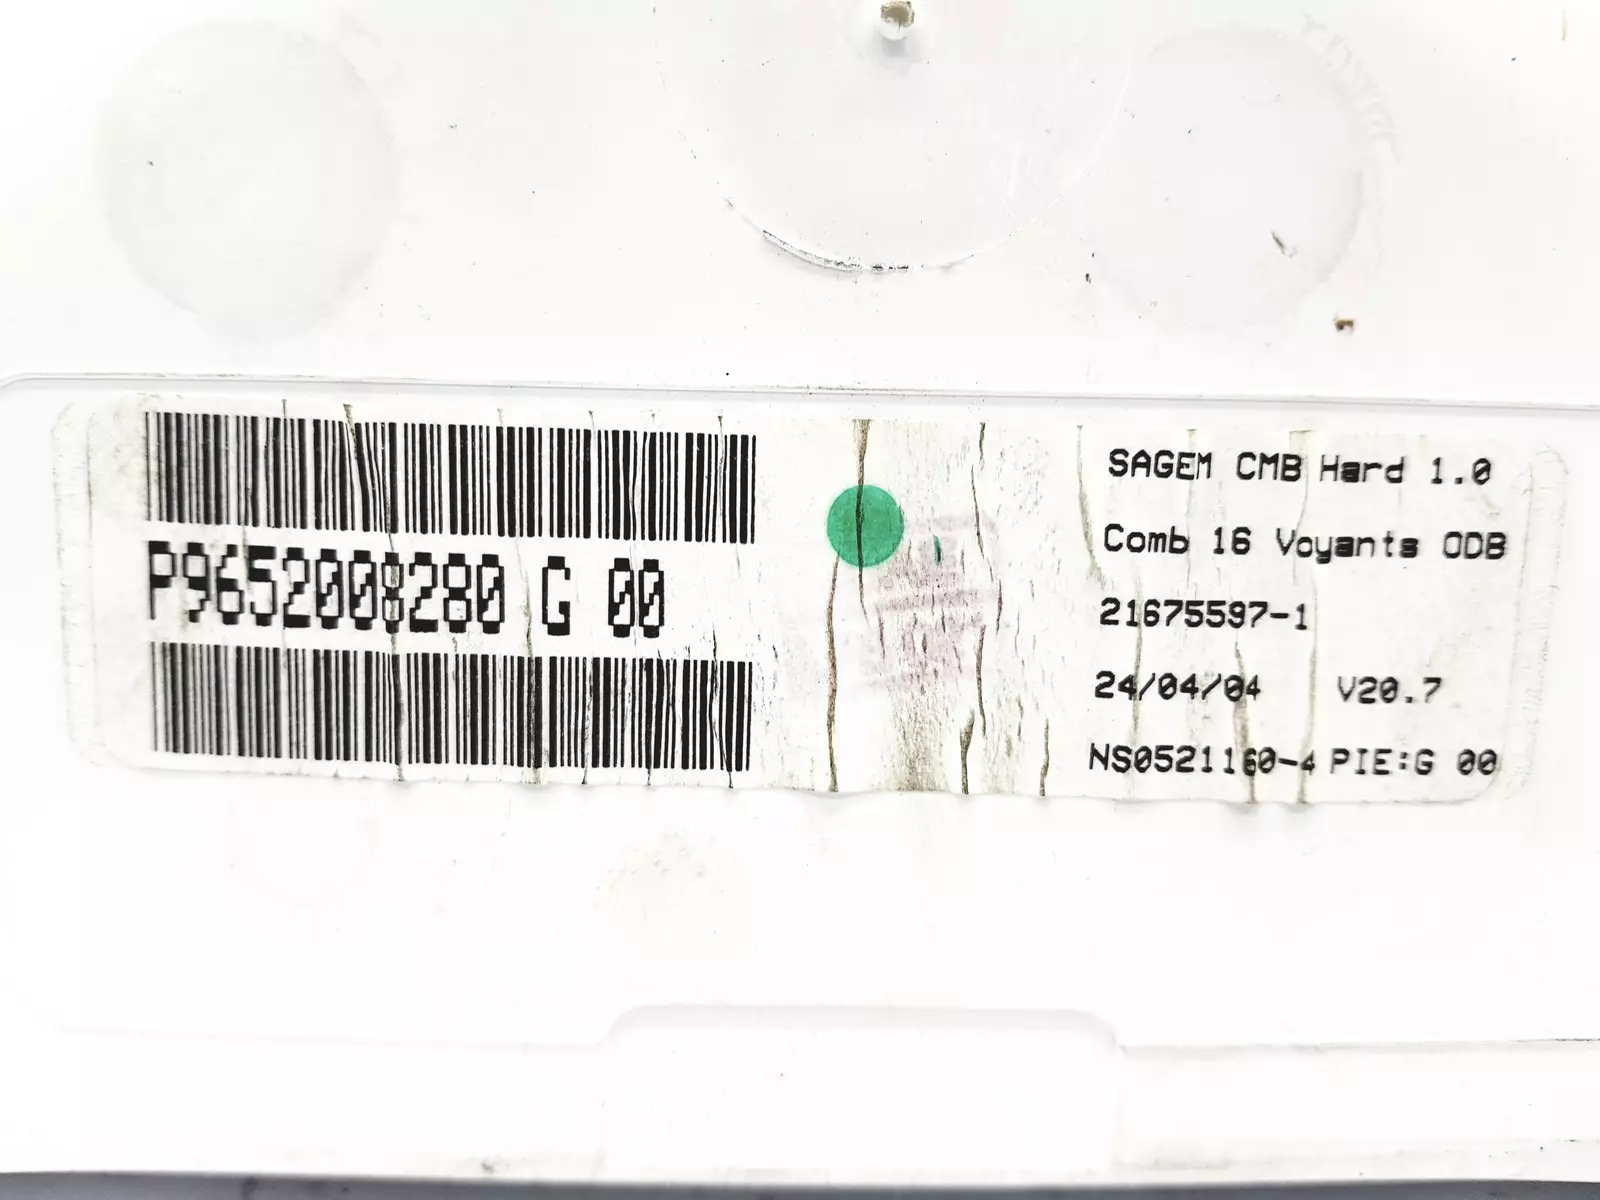 P9652008280 G 00
SAGEM CMB Hard 1.0
Comb 16 Voyants ODB
21675597-1
24/04/04 V20.7
NS0521160-4 PIE:G 00